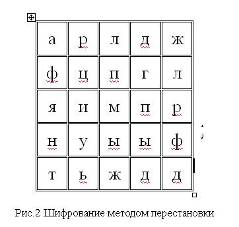 а р л д ж
ф ц п г л
я и м п р
н у ы ы ф
т ь ж д д
Рис.2 Шифрование методом перестановки